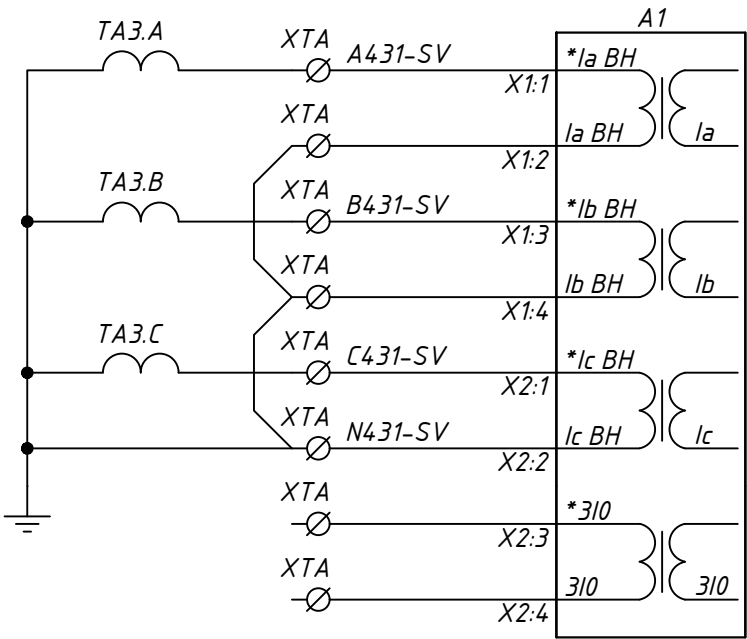 A1
TA3.A
XTA
A431-SV
X1:1
*Ia BH
XTA
X1:2
Ia BH
Ia
TA3.B
XTA
B431-SV
X1:3
*Ib BH
XTA
X1:4
Ib BH
Ib
TA3.C
XTA
C431-SV
X2:1
*Ic BH
XTA
N431-SV
X2:2
Ic BH
Ic
XTA
X2:3
*3I0
XTA
X2:4
3I0
3I0